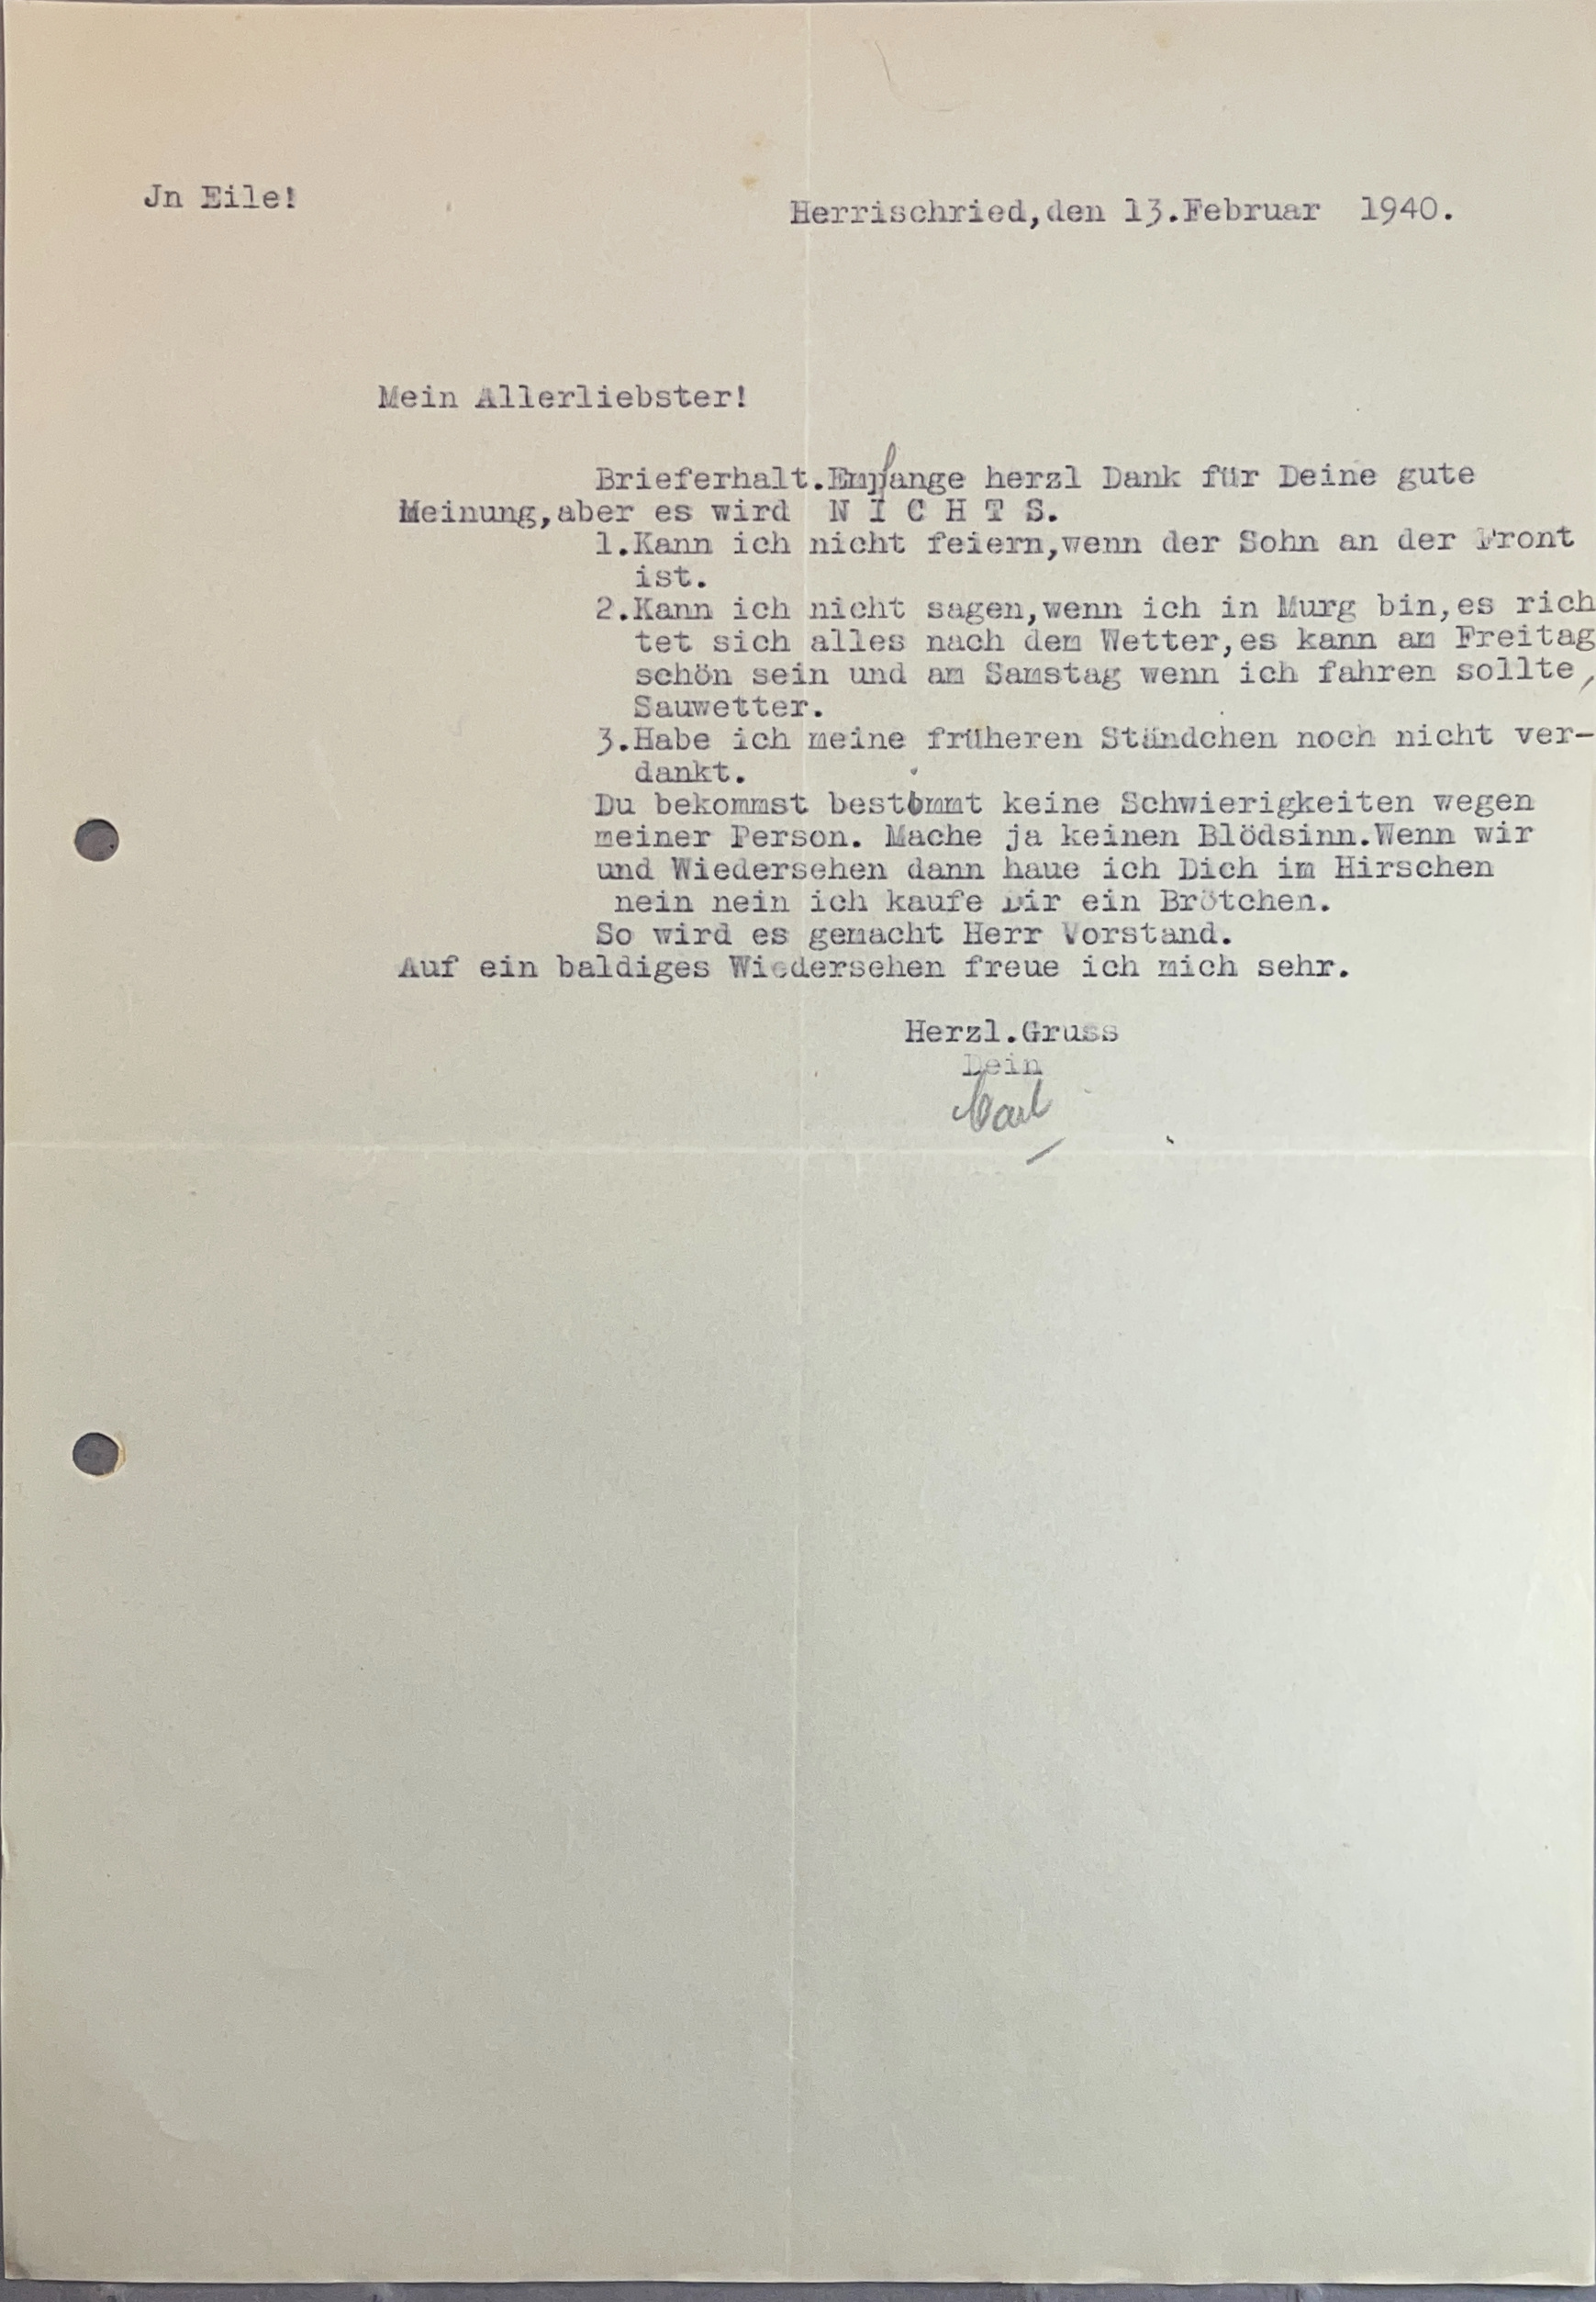 Jn Eile!
Herrischried,den 13.Februar 1940.
Mein Allerliebster!
Brieferhalt.Empfange herzl Dank für Deine gute
Meinung,aber es wird N I C H T S.
1.Kann ich nicht feiern,wenn der Sohn an der Front
ist.
2.Kann ich nicht sagen,wenn ich in Murg bin,es rich
tet sich alles nach dem Wetter,es kann am Freitag
schön sein und am Samstag wenn ich fahren sollte,
Sauwetter.
3.Habe ich meine früheren Ständchen noch nicht ver-
dankt.
Du bekommst bestimmt keine Schwierigkeiten wegen
meiner Person. Mache ja keinen Blödsinn.Wenn wir
und Wiedersehen dann haue ich Dich im Hirschen
nein nein ich kaufe Dir ein Brötchen.
So wird es gemacht Herr Vorstand.
Auf ein baldiges Wiedersehen freue ich mich sehr.
Herzl.Gruss
Dein
Carl